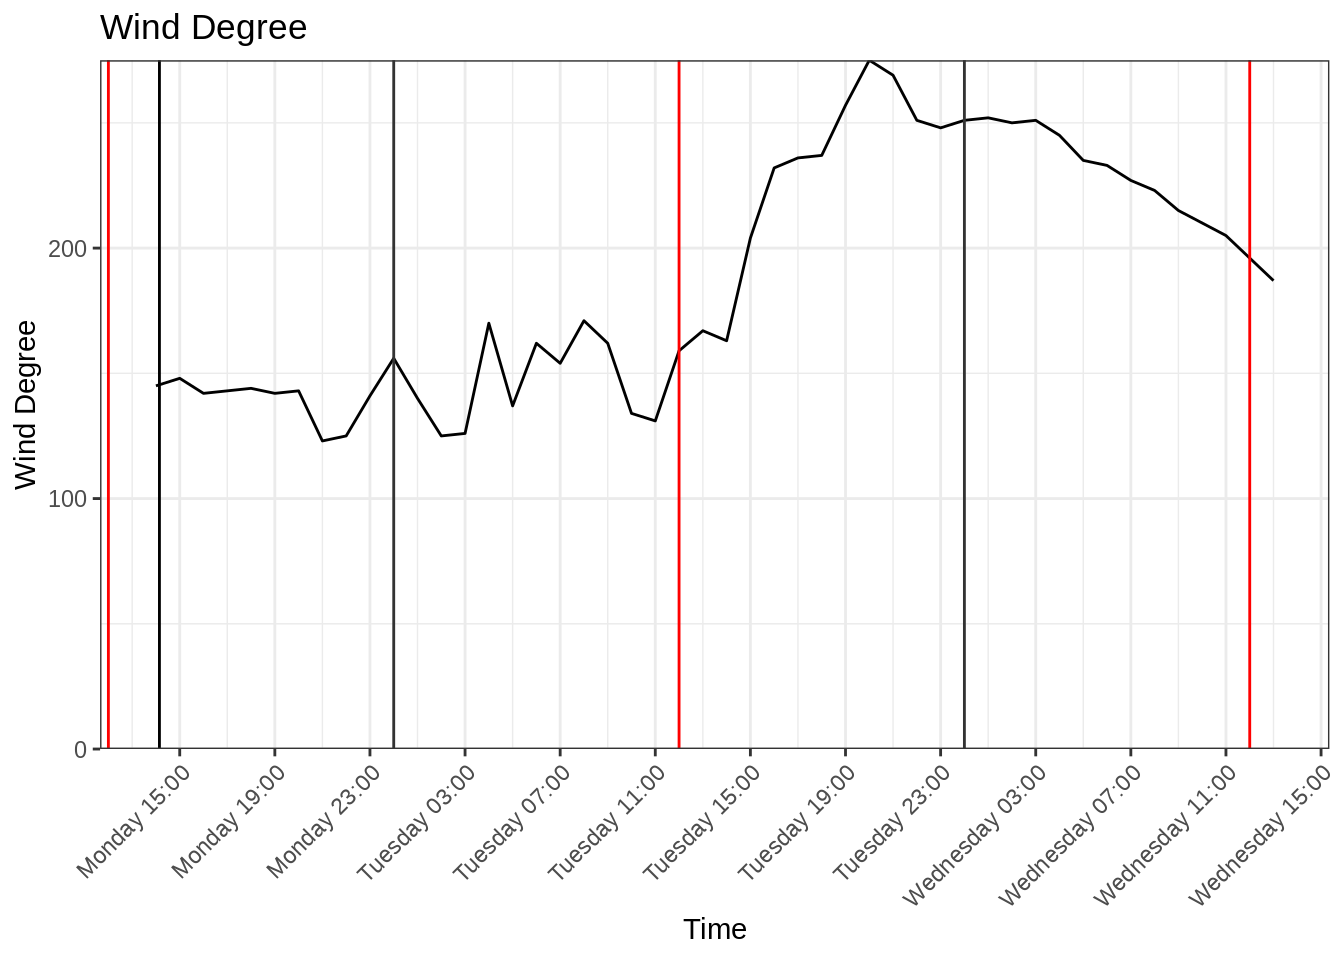 Wind Degree
Wind Degree
200
100
0
Monday 15:00
Monday 19:00
Monday 23:00
Tuesday 03:00
Tuesday 07:00
Tuesday 11:00
Tuesday 15:00
Tuesday 19:00
Tuesday 23:00
Wednesday 03:00
Wednesday 07:00
Wednesday 11:00
Wednesday 15:00
Time